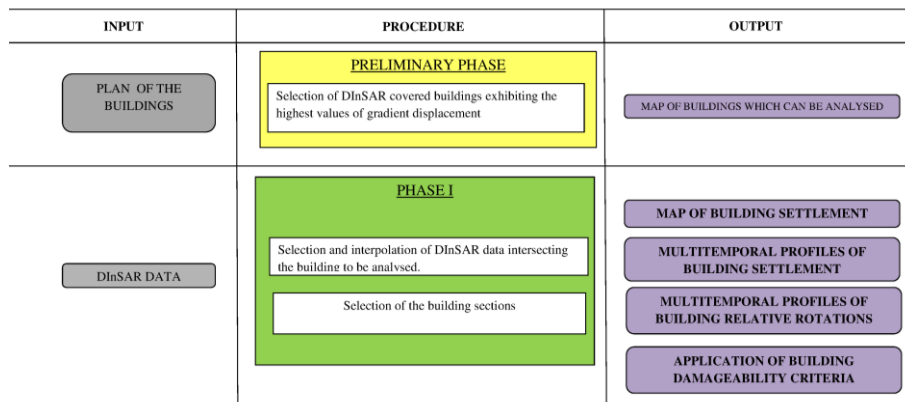 INPUT
PROCEDURE
OUTPUT
PLAN OF THE
BUILDINGS
PRELIMINARY PHASE
Selection of DInSAR covered buildings exhibiting the
highest values of gradient displacement
MAP OF BUILDINGS WHICH CAN BE ANALYSED
DInSAR DATA
PHASE I
Selection and interpolation of DInSAR data intersecting
the building to be analysed.
Selection of the building sections
MAP OF BUILDING SETTLEMENT
MULTITEMPORAL PROFILES OF
BUILDING SETTLEMENT
MULTITEMPORAL PROFILES OF
BUILDING RELATIVE ROTATIONS
APPLICATION OF BUILDING
DAMAGEABILITY CRITERIA